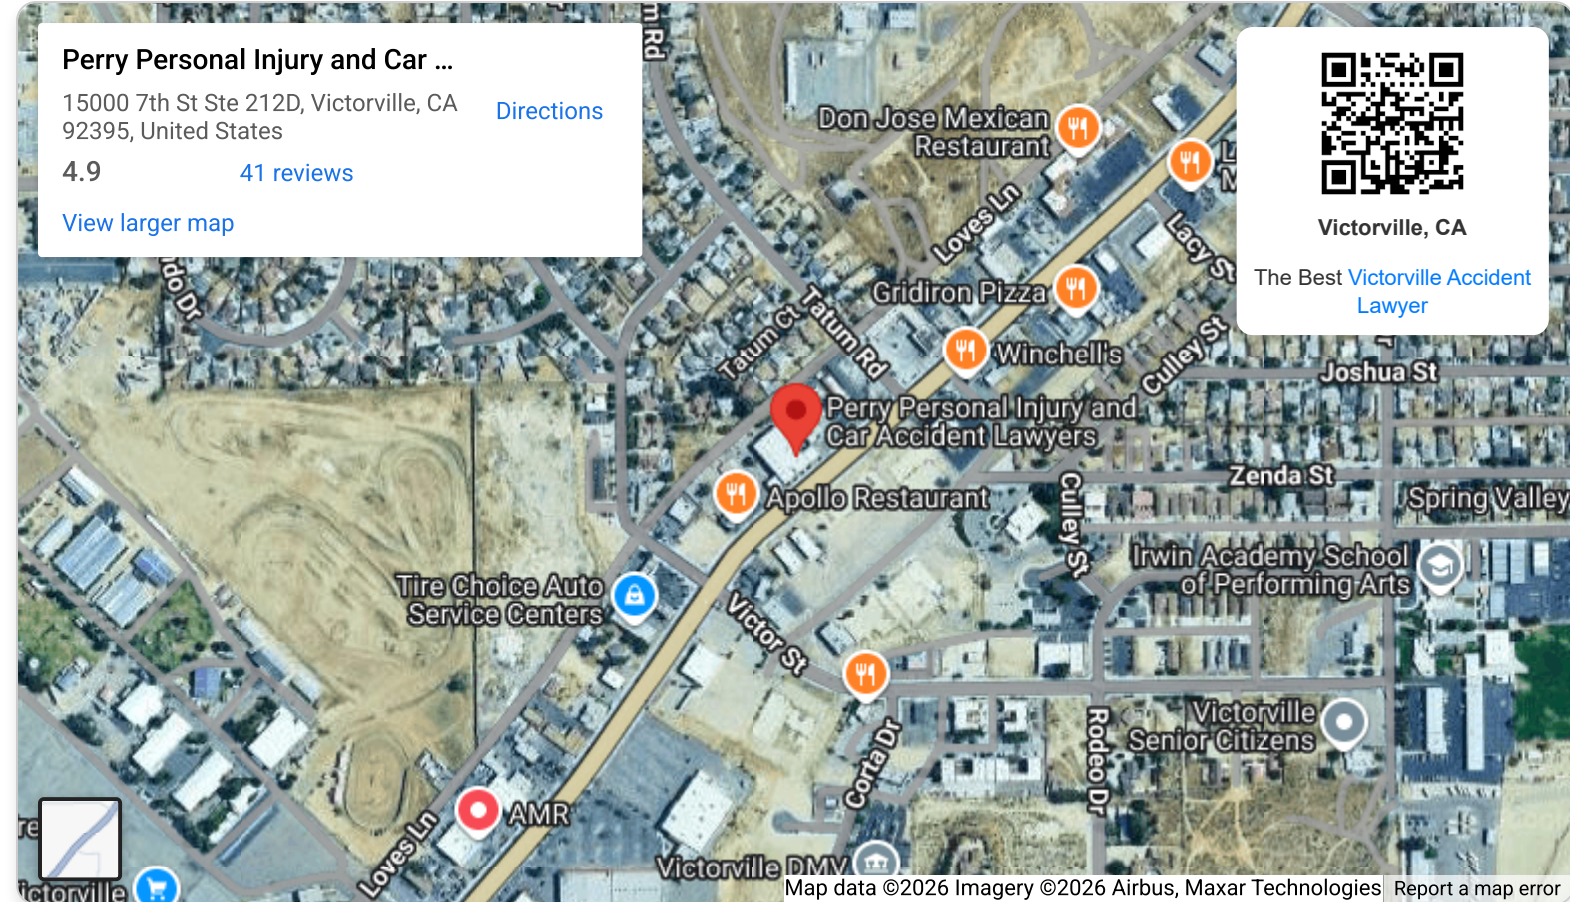 Perry Personal Injury and Car ...
15000 7th St Ste 212D, Victorville, CA
92395, United States
Directions
4.9
41 reviews
View larger map
Victorville, CA
The Best Victorville Accident
Lawyer
m Rd
Don Jose Mexican
Restaurant
L
M
Loves Ln
Lacy St
ndo Dr
Gridiron Pizza
Tatum Ct
Tatum Rd
Winchell's
Culley St
Joshua St
Perry Personal Injury and
Car Accident Lawyers
Zenda St
Apollo Restaurant
Culley St
Spring Valley
Irwin Academy School
of Performing Arts
Tire Choice Auto
Service Centers
Victor St
Victorville
Senior Citizens
Rodeo Dr
Corta Dr
AMR
Loves Ln
re
Victorville DMV
ictorville
Map data ©2026 Imagery ©2026 Airbus, Maxar Technologies
Report a map error